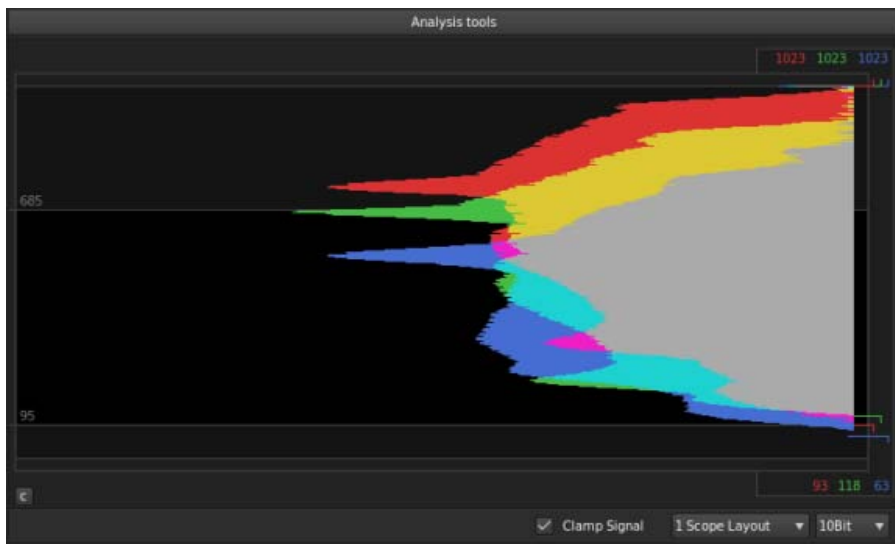 Analysis tools
1023 1023 1023
685
95
93 118 63
C
Clamp Signal 1 Scope Layout 10Bit